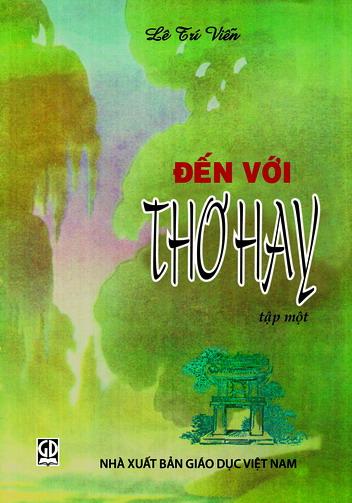 Lê Trí Viễn
ĐẾN VỚI
THƠ HAY
tập một
GD
NHÀ XUẤT BẢN GIÁO DỤC VIỆT NAM